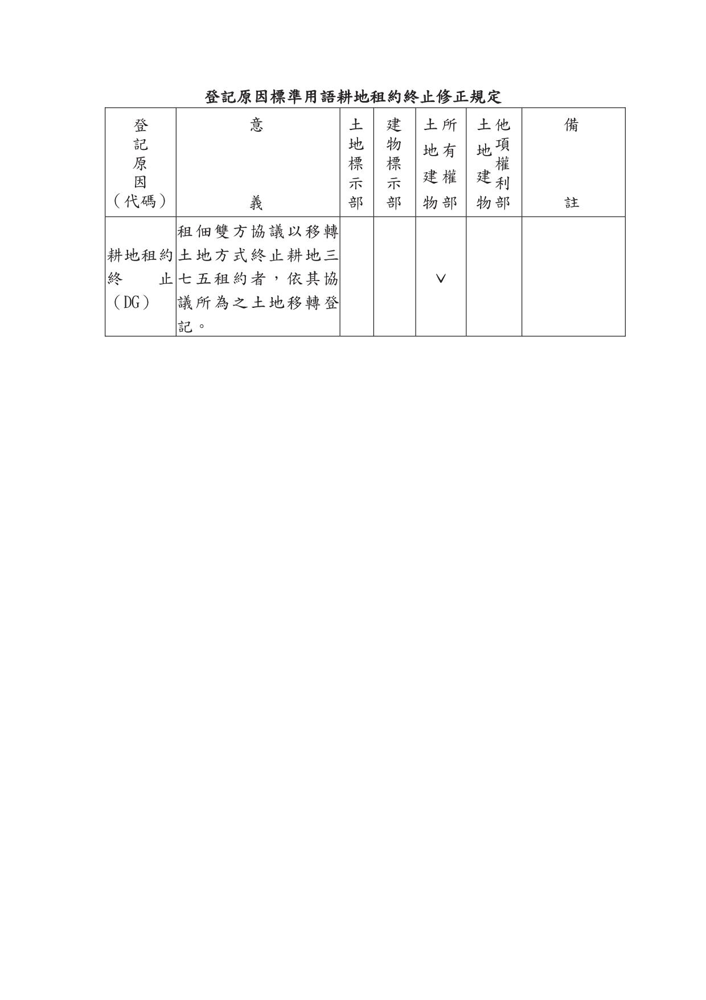 登記原因標準用語耕地租約終止修正規定
登記原因(代碼)
意義
土地標示部
建物標示部
土地建物所有權部
土地建物他項權利部
備註
耕地租約
終止
(DG)
租佃雙方協議以移轉
土地方式終止耕地三
七五租約者，依其協
議所為之土地移轉登
記。
∨